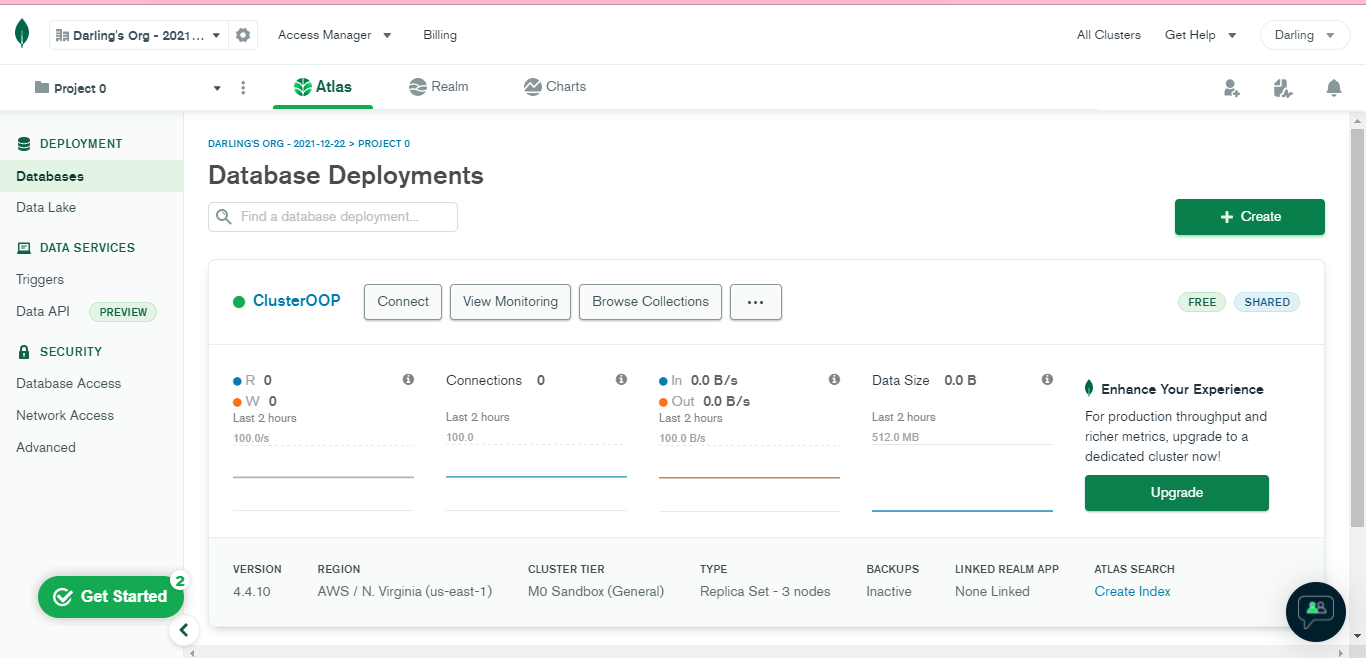 Darling's Org - 2021...
Access Manager
Billing
All Clusters
Get Help
Darling
Project 0
Atlas
Realm
Charts
DEPLOYMENT
Databases
Data Lake
DATA SERVICES
Triggers
Data API
PREVIEW
SECURITY
Database Access
Network Access
Advanced
Get Started
2
DARLING'S ORG - 2021-12-22 > PROJECT 0
Database Deployments
Find a database deployment...
Create
ClusterOOP
Connect
View Monitoring
Browse Collections
...
FREE
SHARED
R 0
W 0
Last 2 hours
100.0/s
Connections 0
Last 2 hours
100.0
In 0.0 B/s
Out 0.0 B/s
Last 2 hours
100.0 B/s
Data Size 0.0 B
Last 2 hours
512.0 MB
Enhance Your Experience
For production throughput and
richer metrics, upgrade to a
dedicated cluster now!
Upgrade
VERSION
4.4.10
REGION
AWS / N. Virginia (us-east-1)
CLUSTER TIER
M0 Sandbox (General)
TYPE
Replica Set - 3 nodes
BACKUPS
Inactive
LINKED REALM APP
None Linked
ATLAS SEARCH
Create Index